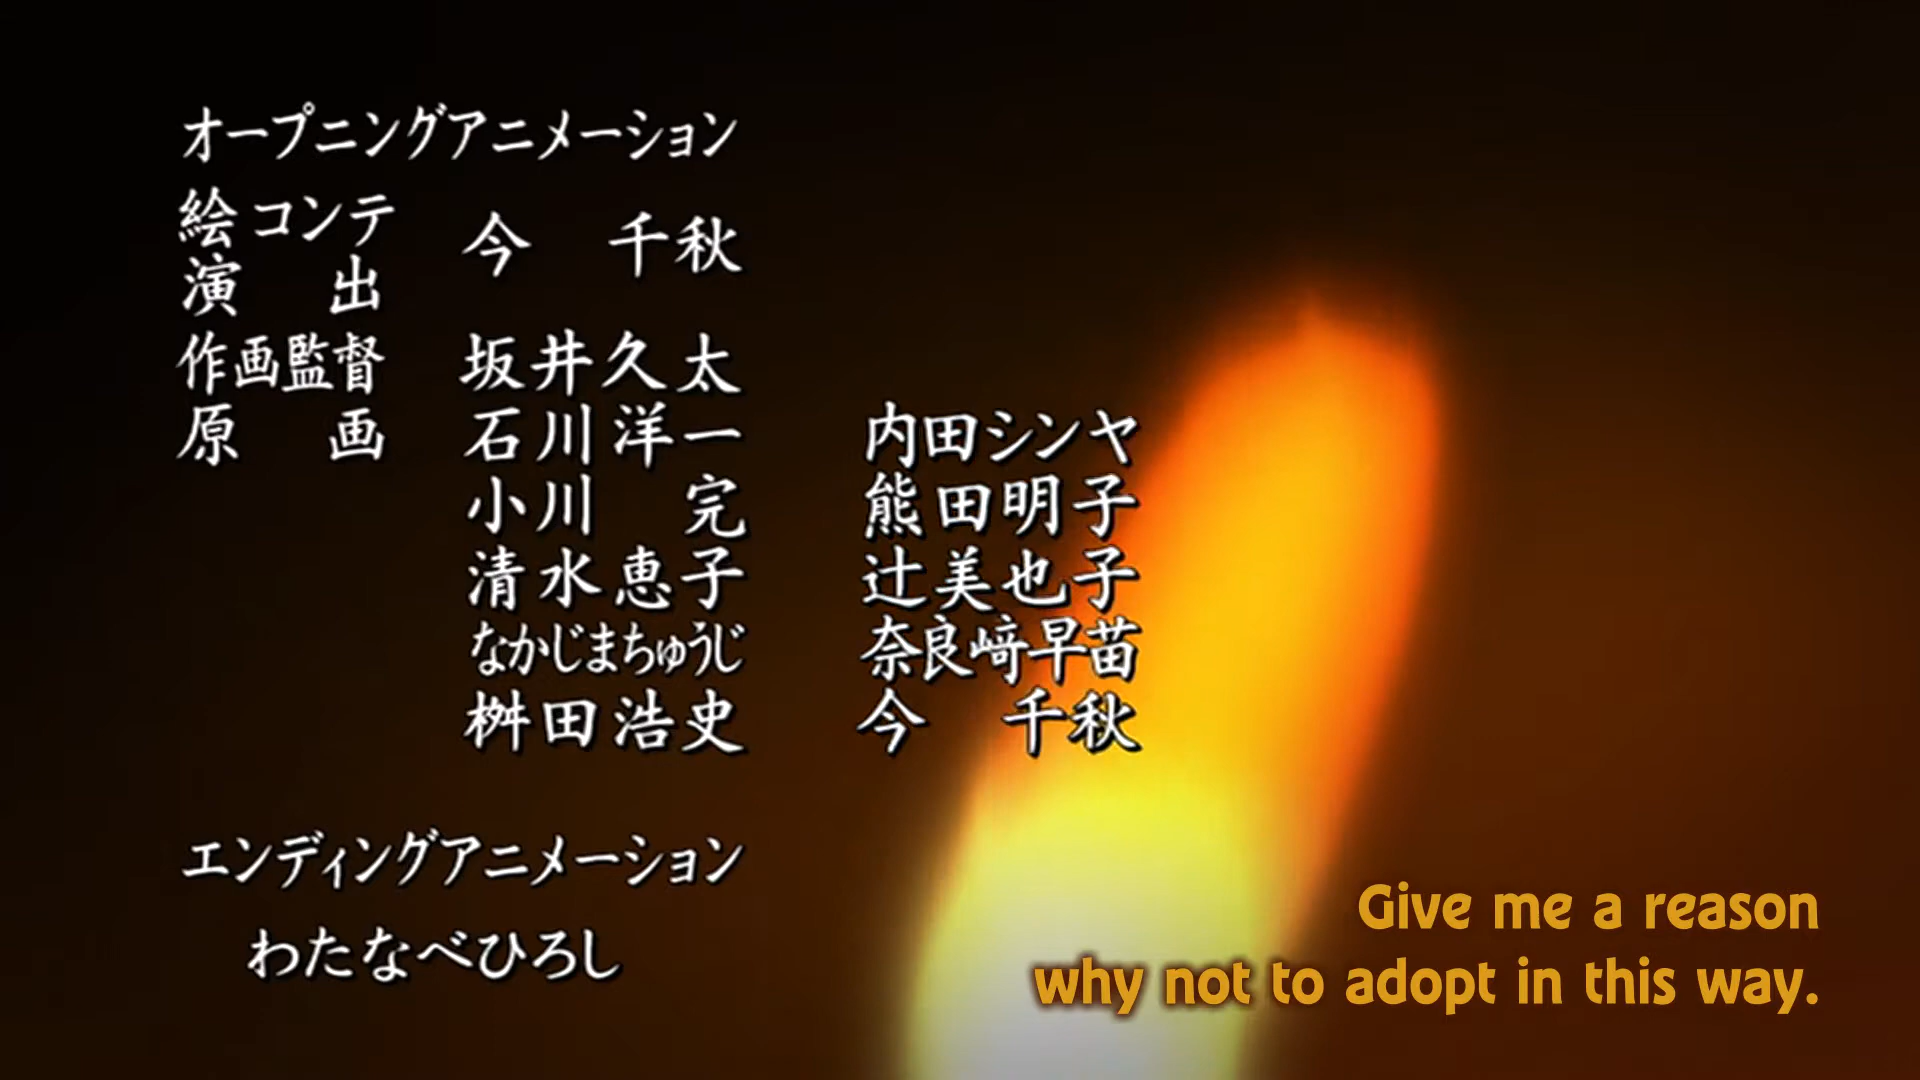 オープニングアニメーション
絵コンテ
演出
今 千秋
作画監督 坂井久太
原画 石川洋一 内田シンヤ
小川 完 熊田明子
清水恵子 辻美也子
なかじまちゅうじ 奈良﨑早苗
桝田浩史 今 千秋
エンディングアニメーション
わたなべひろし
Give me a reason
why not to adopt in this way.